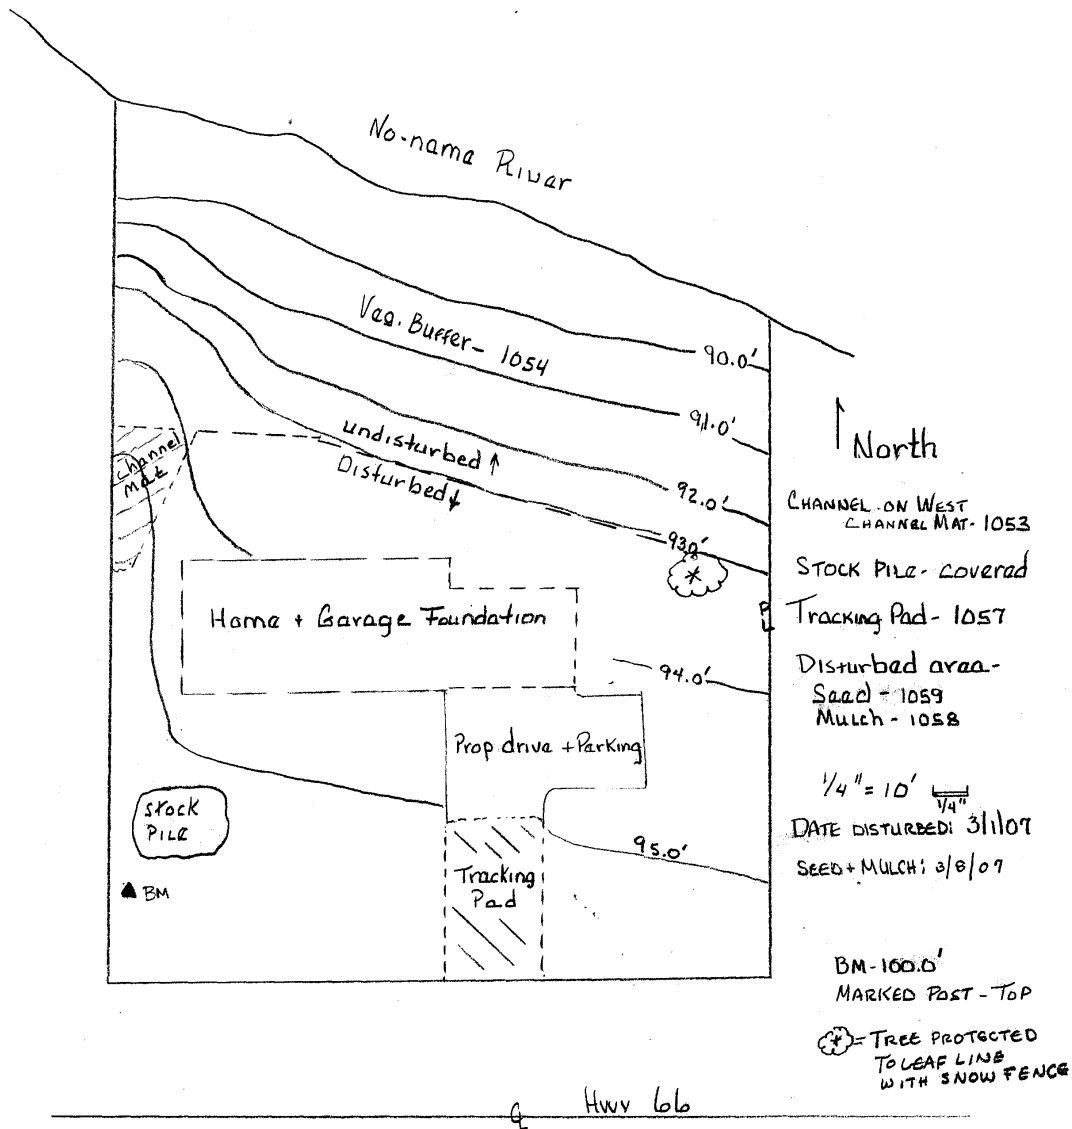 No-name River
Veg. Buffer - 1054
90.0'
91.0'
undisturbed ↑
Disturbed ↓
92.0'
93.0'
North
Channel Mat
CHANNEL ON WEST
CHANNEL MAT - 1053
STOCK PILE - covered
Tracking Pad - 1057
PL
Home + Garage Foundation
94.0'
Disturbed area -
Seed - 1059
Mulch - 1058
Prop drive + Parking
1/4" = 10'
1/4"
DATE DISTURBED: 3/1/07
SEED + MULCH: 3/8/07
STOCK
PILE
95.0'
Tracking
Pad
BM
BM - 100.0'
MARKED POST - TOP
= TREE PROTECTED
TO LEAF LINE
WITH SNOW FENCE
CL
Hwy 66